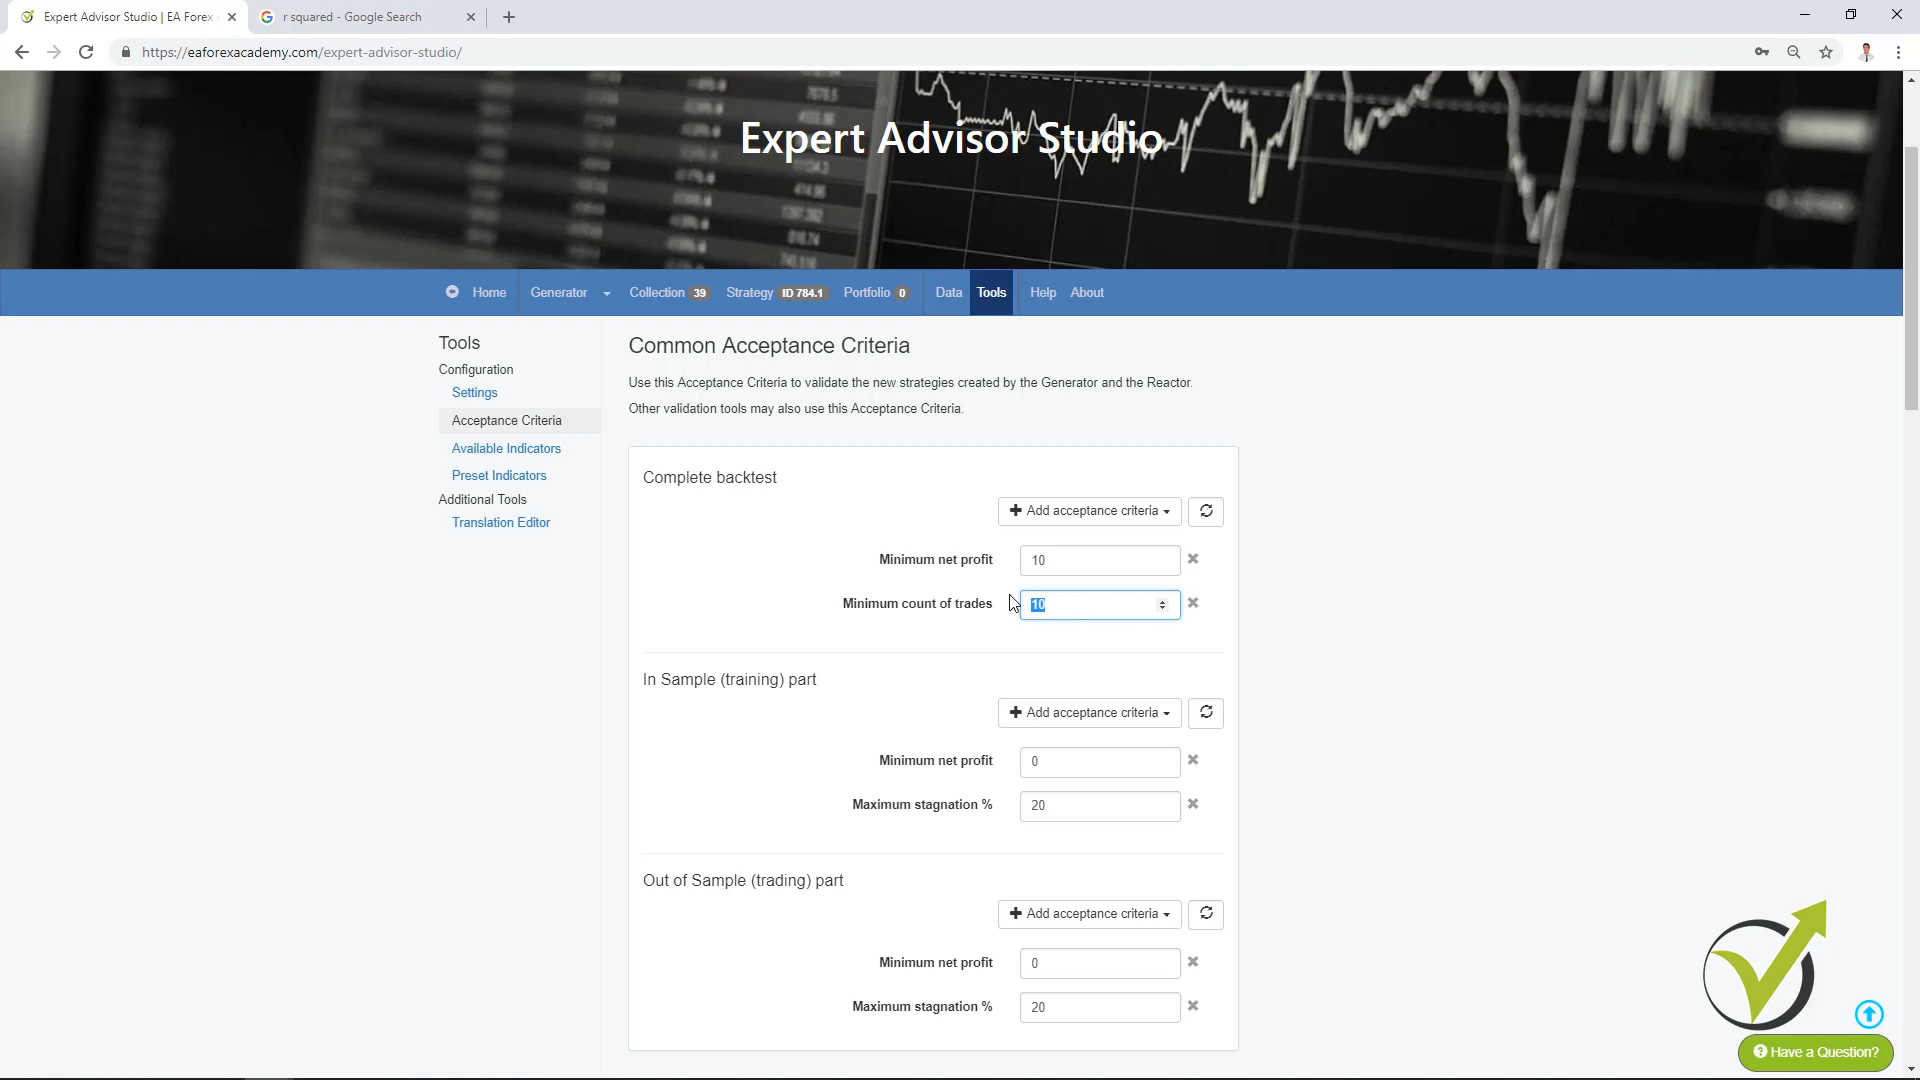 Expert Advisor Studio | EA Forex
r squared - Google Search
https://eaforexacademy.com/expert-advisor-studio/
Expert Advisor Studio
Home Generator Collection 39 Strategy ID 784.1 Portfolio 0 Data Tools Help About
Tools
Configuration
Settings
Acceptance Criteria
Available Indicators
Preset Indicators
Additional Tools
Translation Editor
Common Acceptance Criteria
Use this Acceptance Criteria to validate the new strategies created by the Generator and the Reactor.
Other validation tools may also use this Acceptance Criteria.
Complete backtest
Add acceptance criteria
Minimum net profit 10
Minimum count of trades 10
In Sample (training) part
Add acceptance criteria
Minimum net profit 0
Maximum stagnation % 20
Out of Sample (trading) part
Add acceptance criteria
Minimum net profit 0
Maximum stagnation % 20
Have a Question?